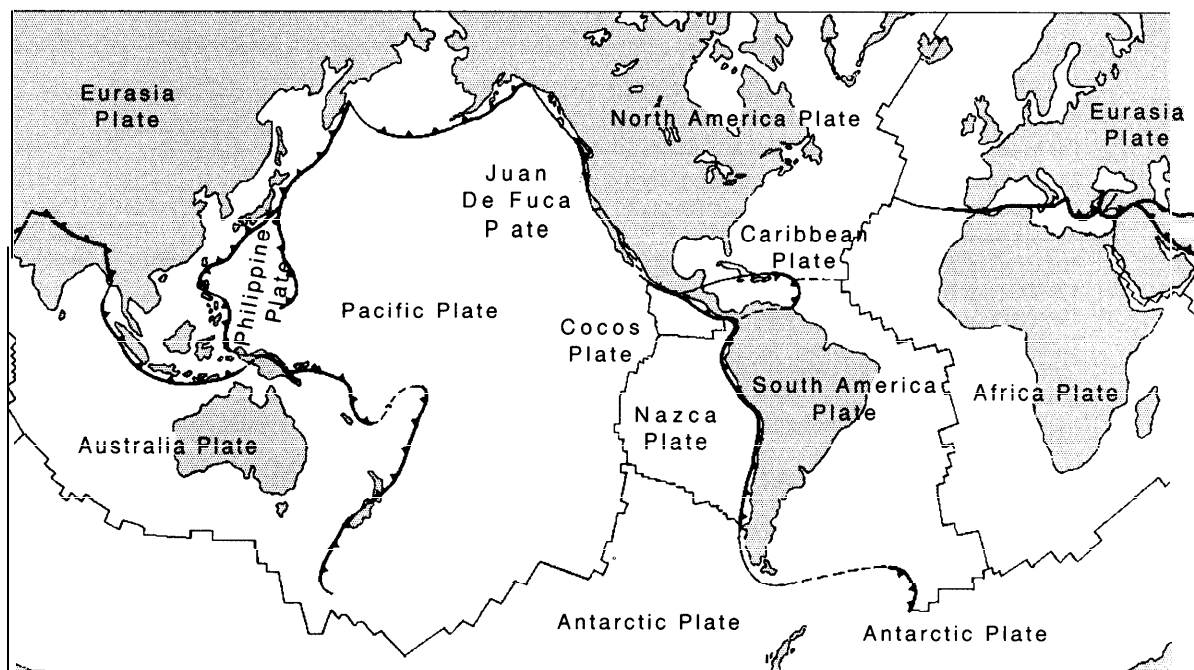 Eurasia
Plate
North America Plate
Eurasia
Plate
Juan
De Fuca
P ate
Caribbean
Plate
Philippine
Plate
Pacific Plate
Cocos
Plate
South America
Plate
Africa Plate
Nazca
Plate
Australia Plate
Antarctic Plate
Antarctic Plate